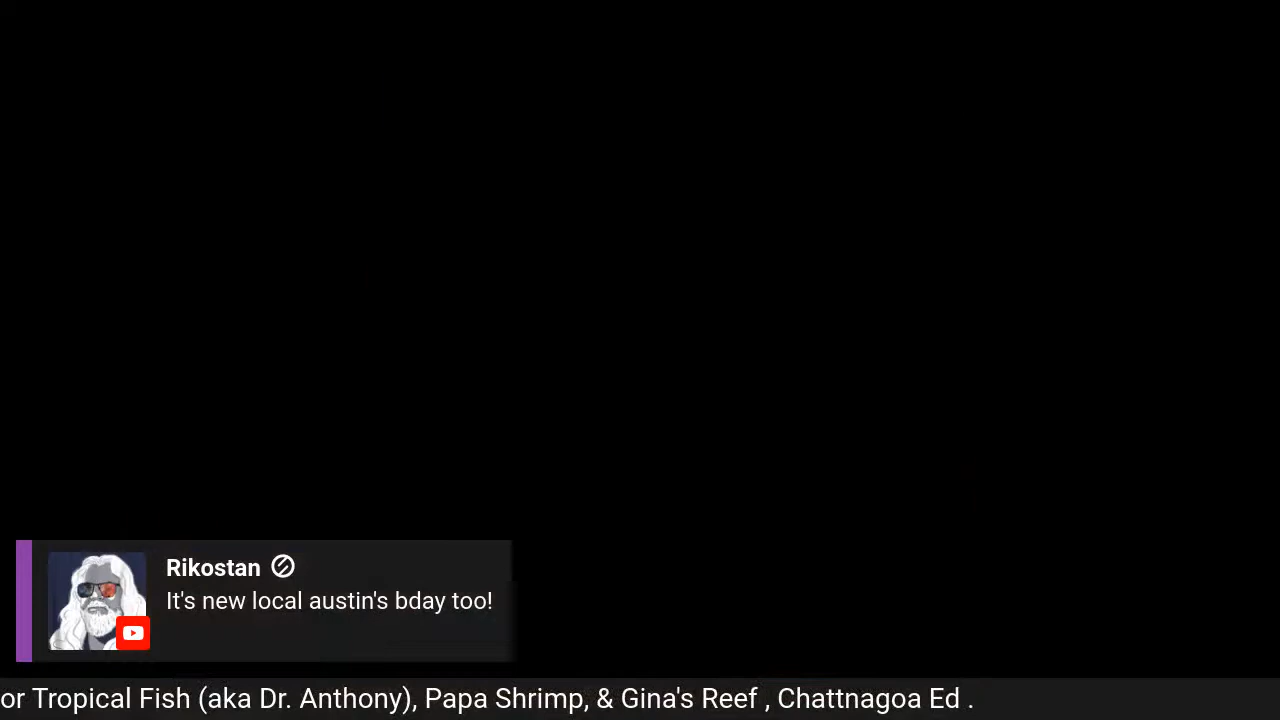 Rikostan
It's new local austin's bday too!
or Tropical Fish (aka Dr. Anthony), Papa Shrimp, & Gina's Reef , Chattnagoa Ed .